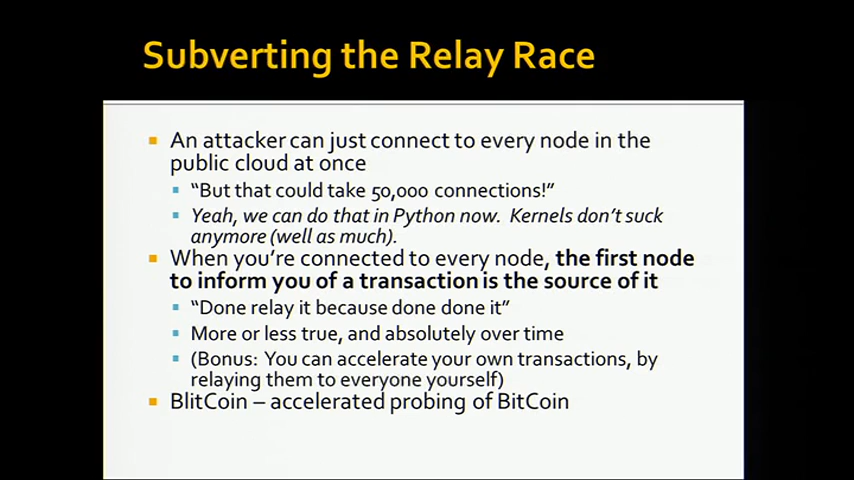 Subverting the Relay Race
An attacker can just connect to every node in the
public cloud at once
"But that could take 50,000 connections!"
Yeah, we can do that in Python now. Kernels don't suck
anymore (well as much).
When you're connected to every node, the first node
to inform you of a transaction is the source of it
"Done relay it because done done it"
More or less true, and absolutely over time
(Bonus: You can accelerate your own transactions, by
relaying them to everyone yourself)
BlitCoin – accelerated probing of BitCoin